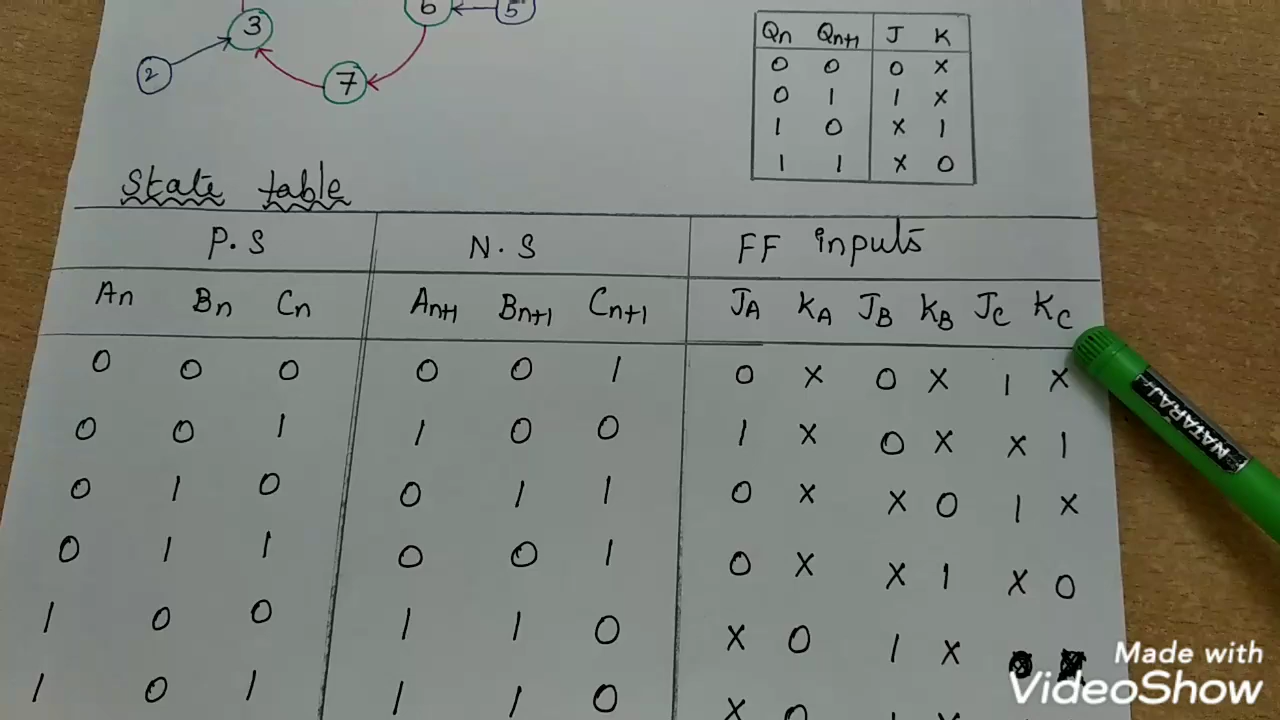 3
6
5
2
7
Qn Qn+1 J K
0 0 0 X
0 1 1 X
1 0 X 1
1 1 X 0
State table
P.S N.S FF inputs
An Bn Cn An+1 Bn+1 Cn+1 JA KA JB KB JC KC
0 0 0 0 0 1 0 X 0 X 1 X
0 0 1 1 0 0 1 X 0 X X 1
0 1 0 0 1 1 0 X X 0 1 X
0 1 1 0 0 1 0 X X 1 X 0
1 0 0 1 1 0 X 0 1 X
1 0 1 1 1 0 X 0
NATARAJ
Made with
VideoShow